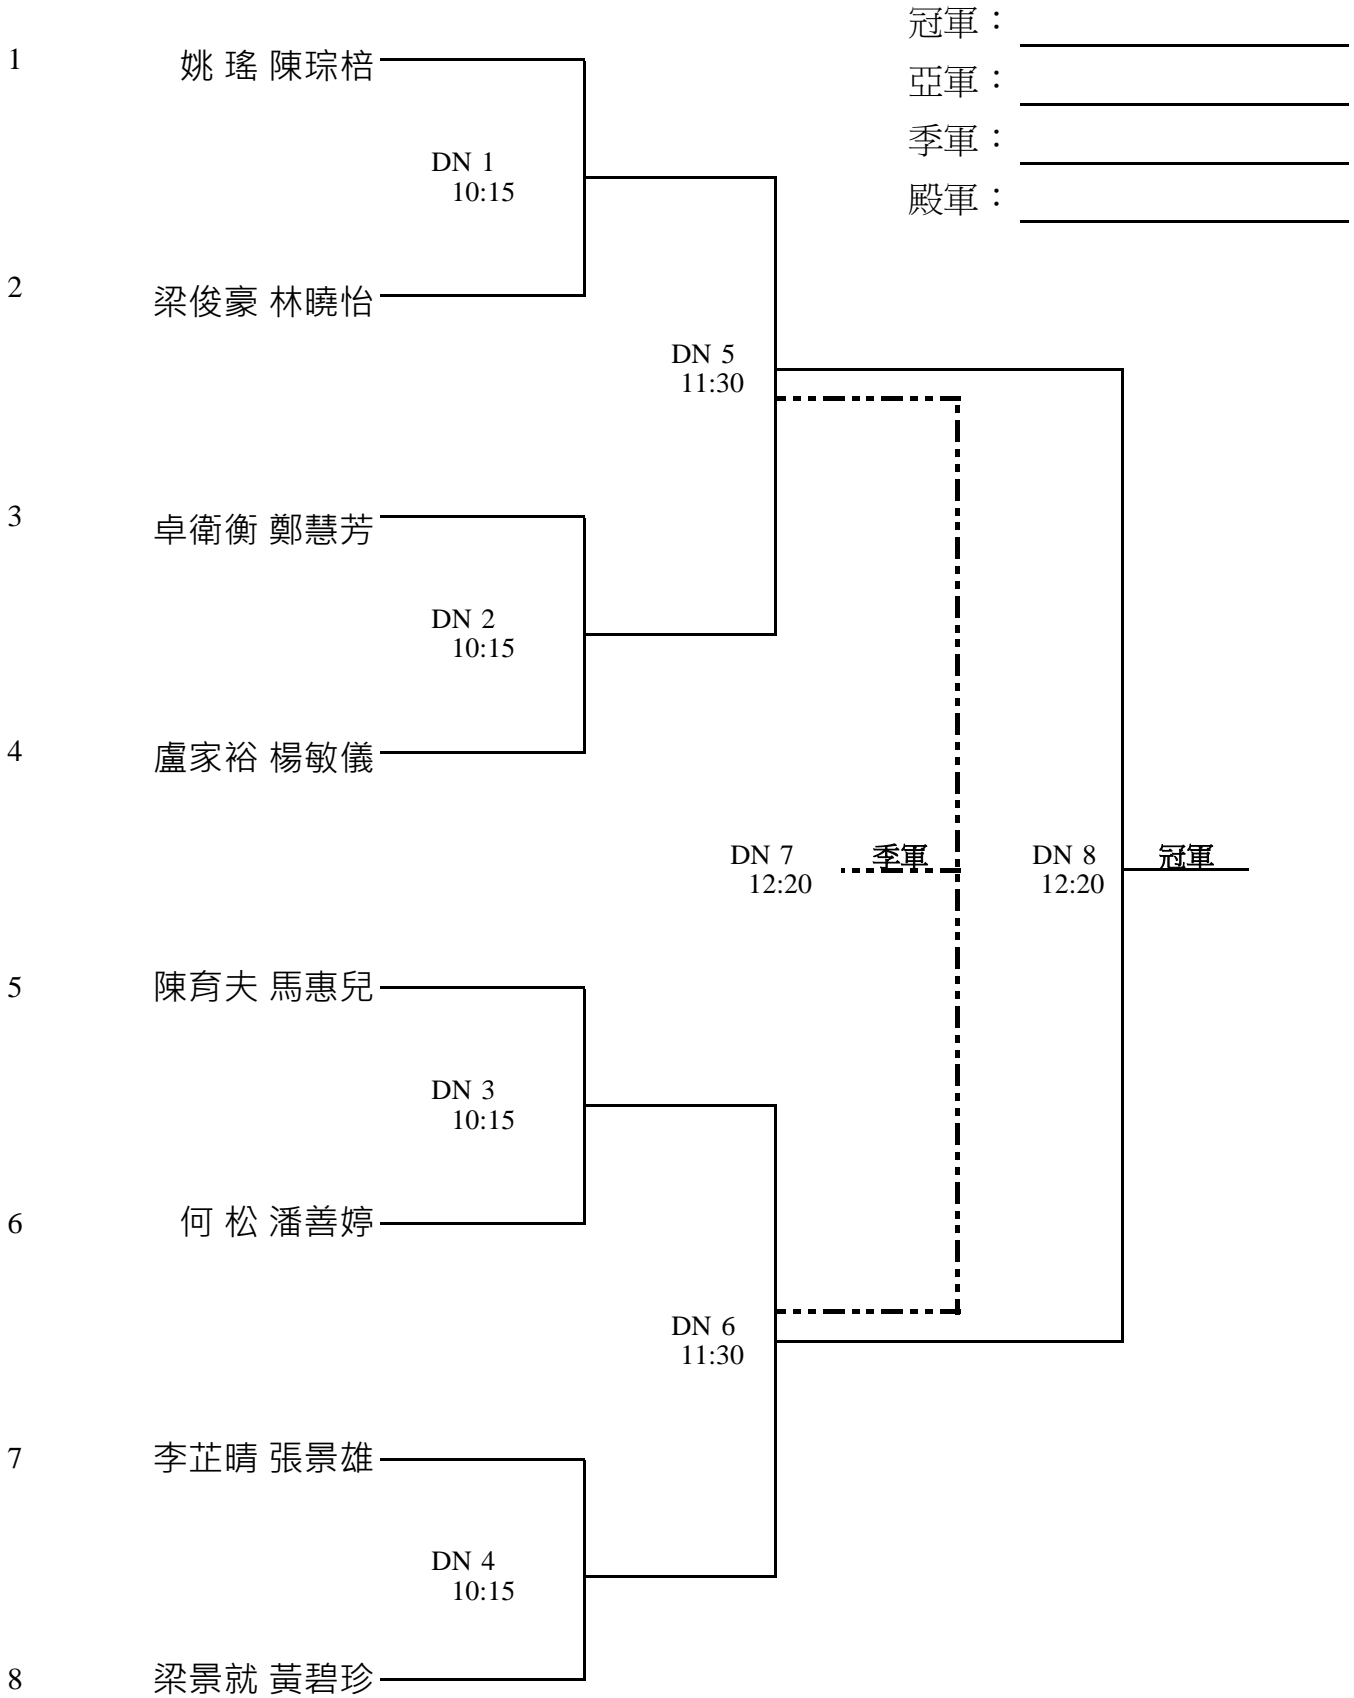 冠軍：
1 姚 瑤 陳琮棓
亞軍：
季軍：
DN 1
10:15
殿軍：
2 梁俊豪 林曉怡
DN 5
11:30
3 卓衛衡 鄭慧芳
DN 2
10:15
4 盧家裕 楊敏儀
DN 7 季軍 DN 8 冠軍
12:20 12:20
5 陳育夫 馬惠兒
DN 3
10:15
6 何 松 潘善婷
DN 6
11:30
7 李芷晴 張景雄
DN 4
10:15
8 梁景就 黃碧珍